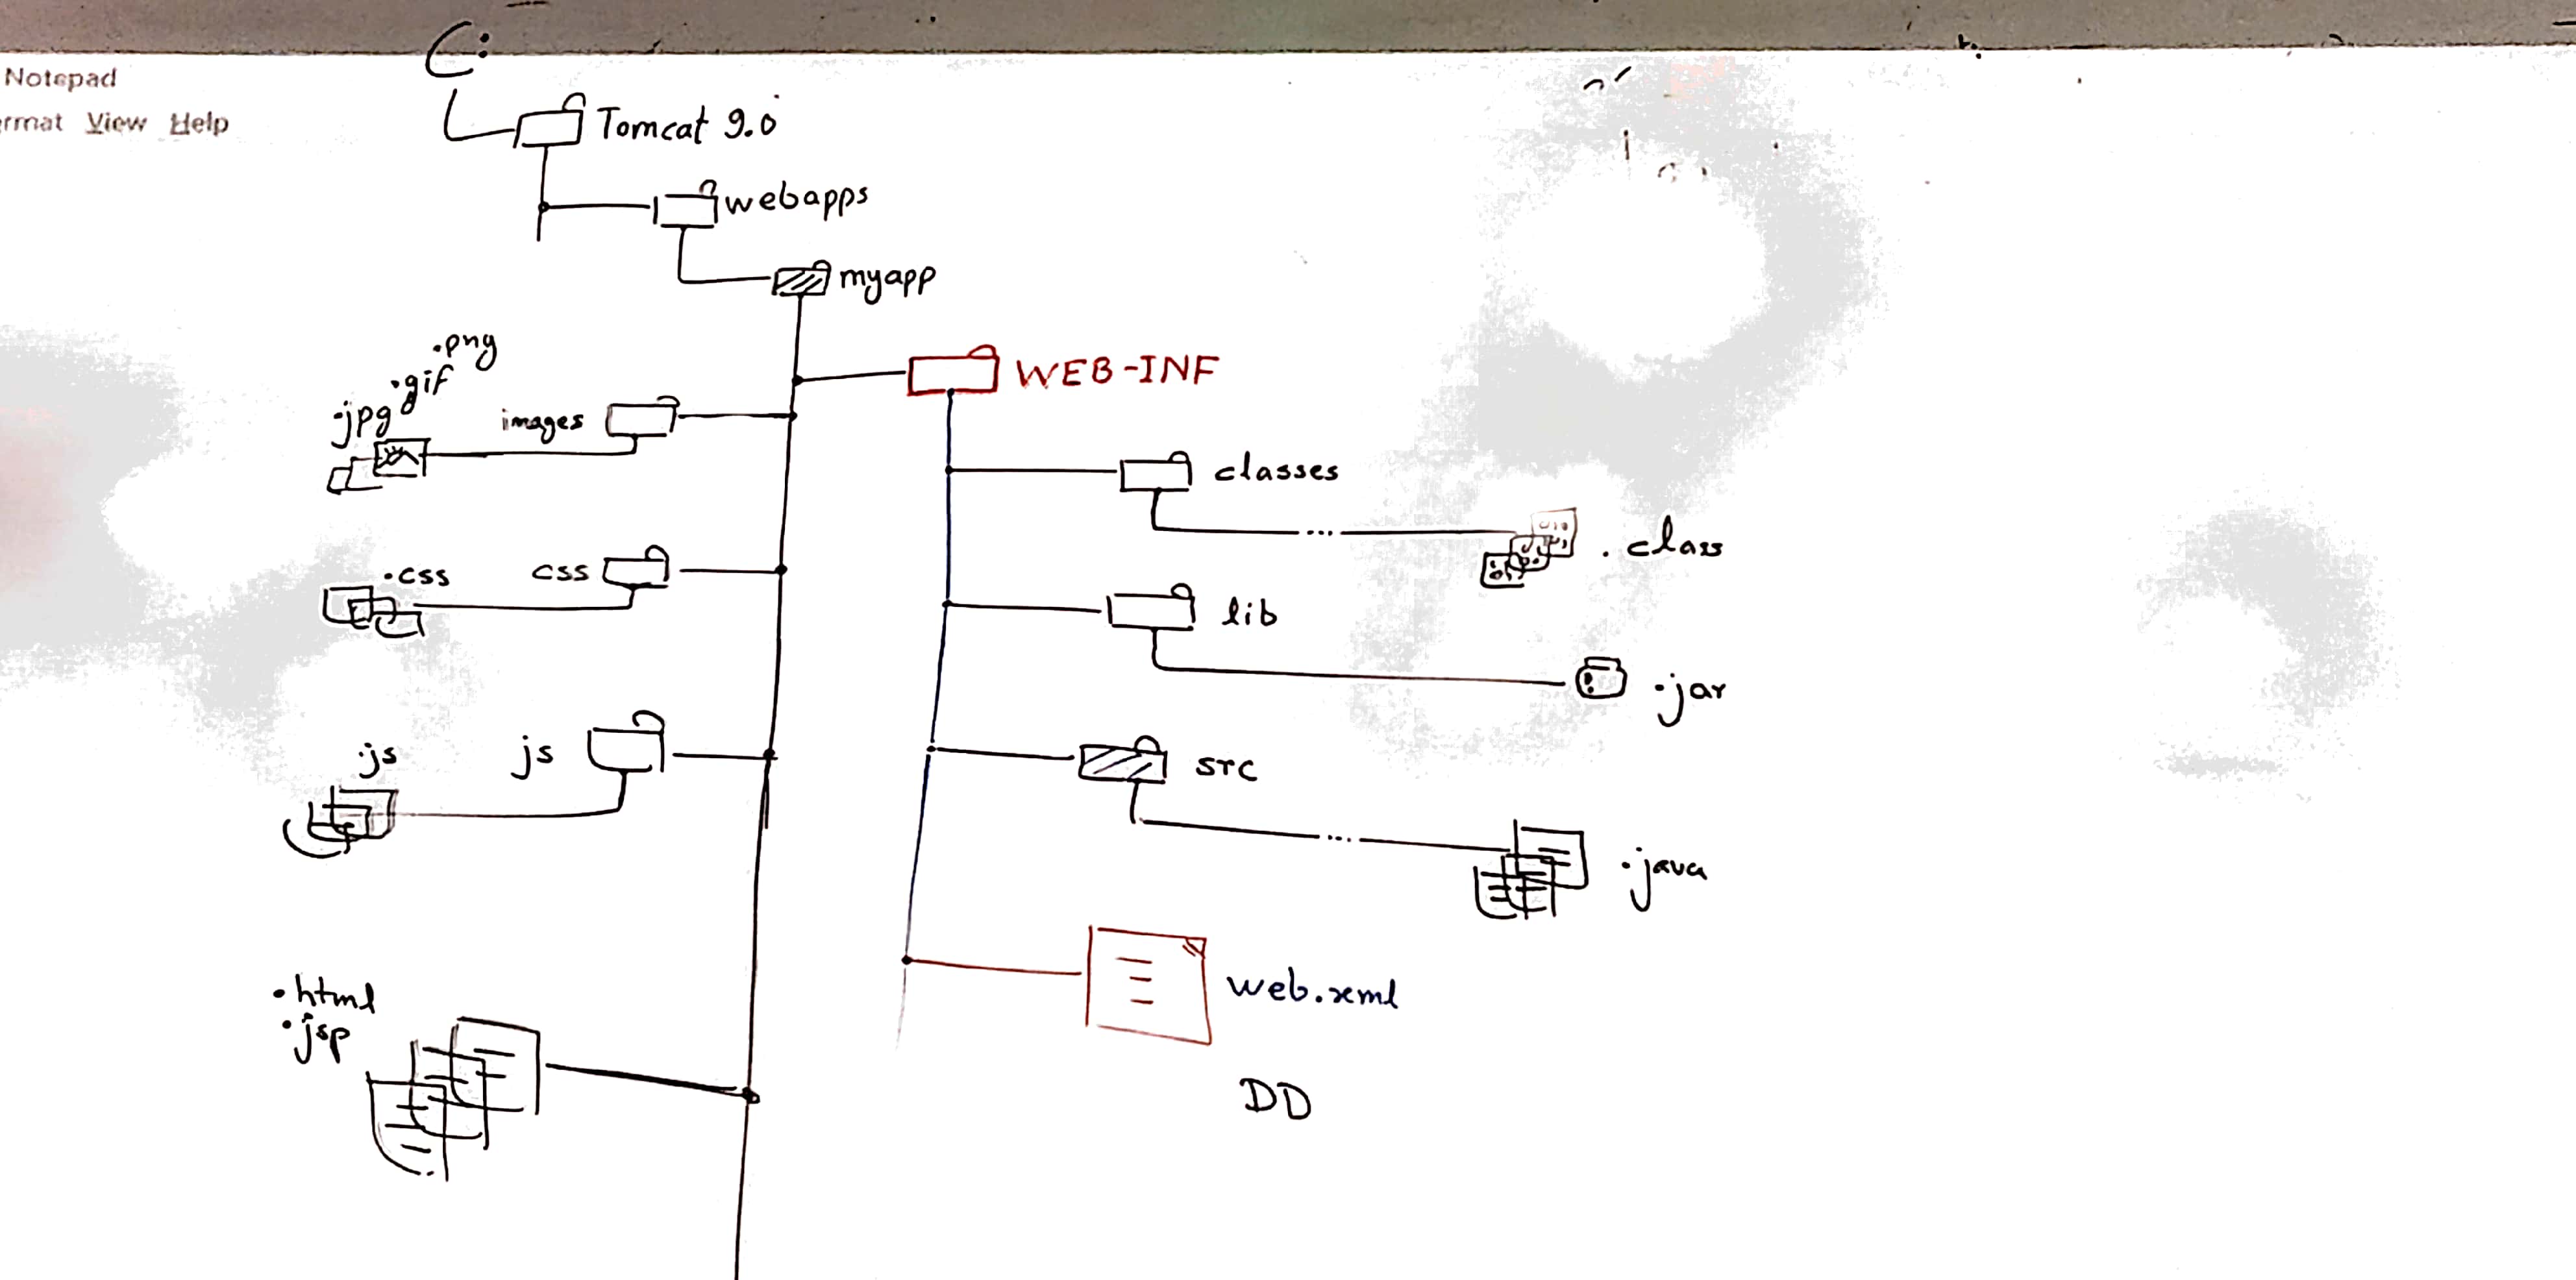 C:
Notepad
rmat View Help
Tomcat 9.0
webapps
myapp
WEB-INF
.png
.gif
.jpg
images
classes
.class
.css
css
lib
.jar
.js
js
src
.java
.html
.jsp
web.xml
DD